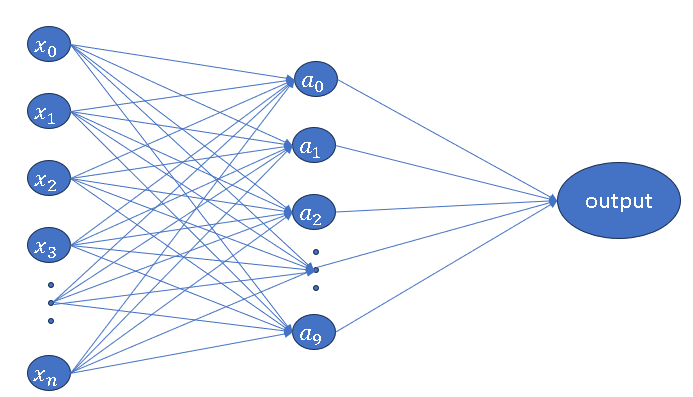 x₀
x₁
x₂
x₃
xₙ
a₀
a₁
a₂
a₉
output